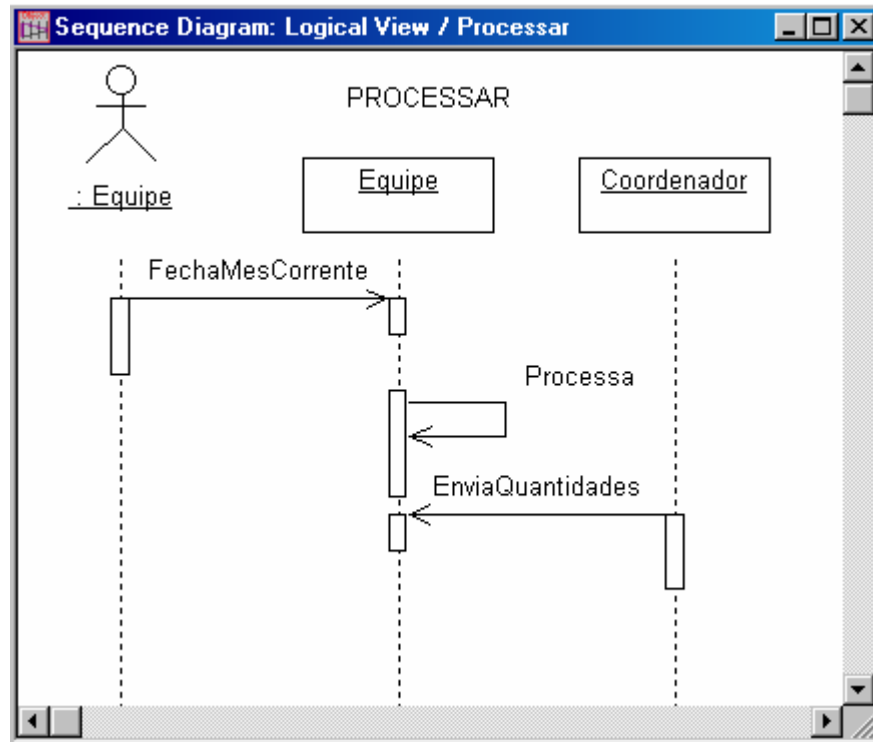 Sequence Diagram: Logical View / Processar
PROCESSAR
: Equipe
Equipe
Coordenador
FechaMesCorrente
Processa
EnviaQuantidades